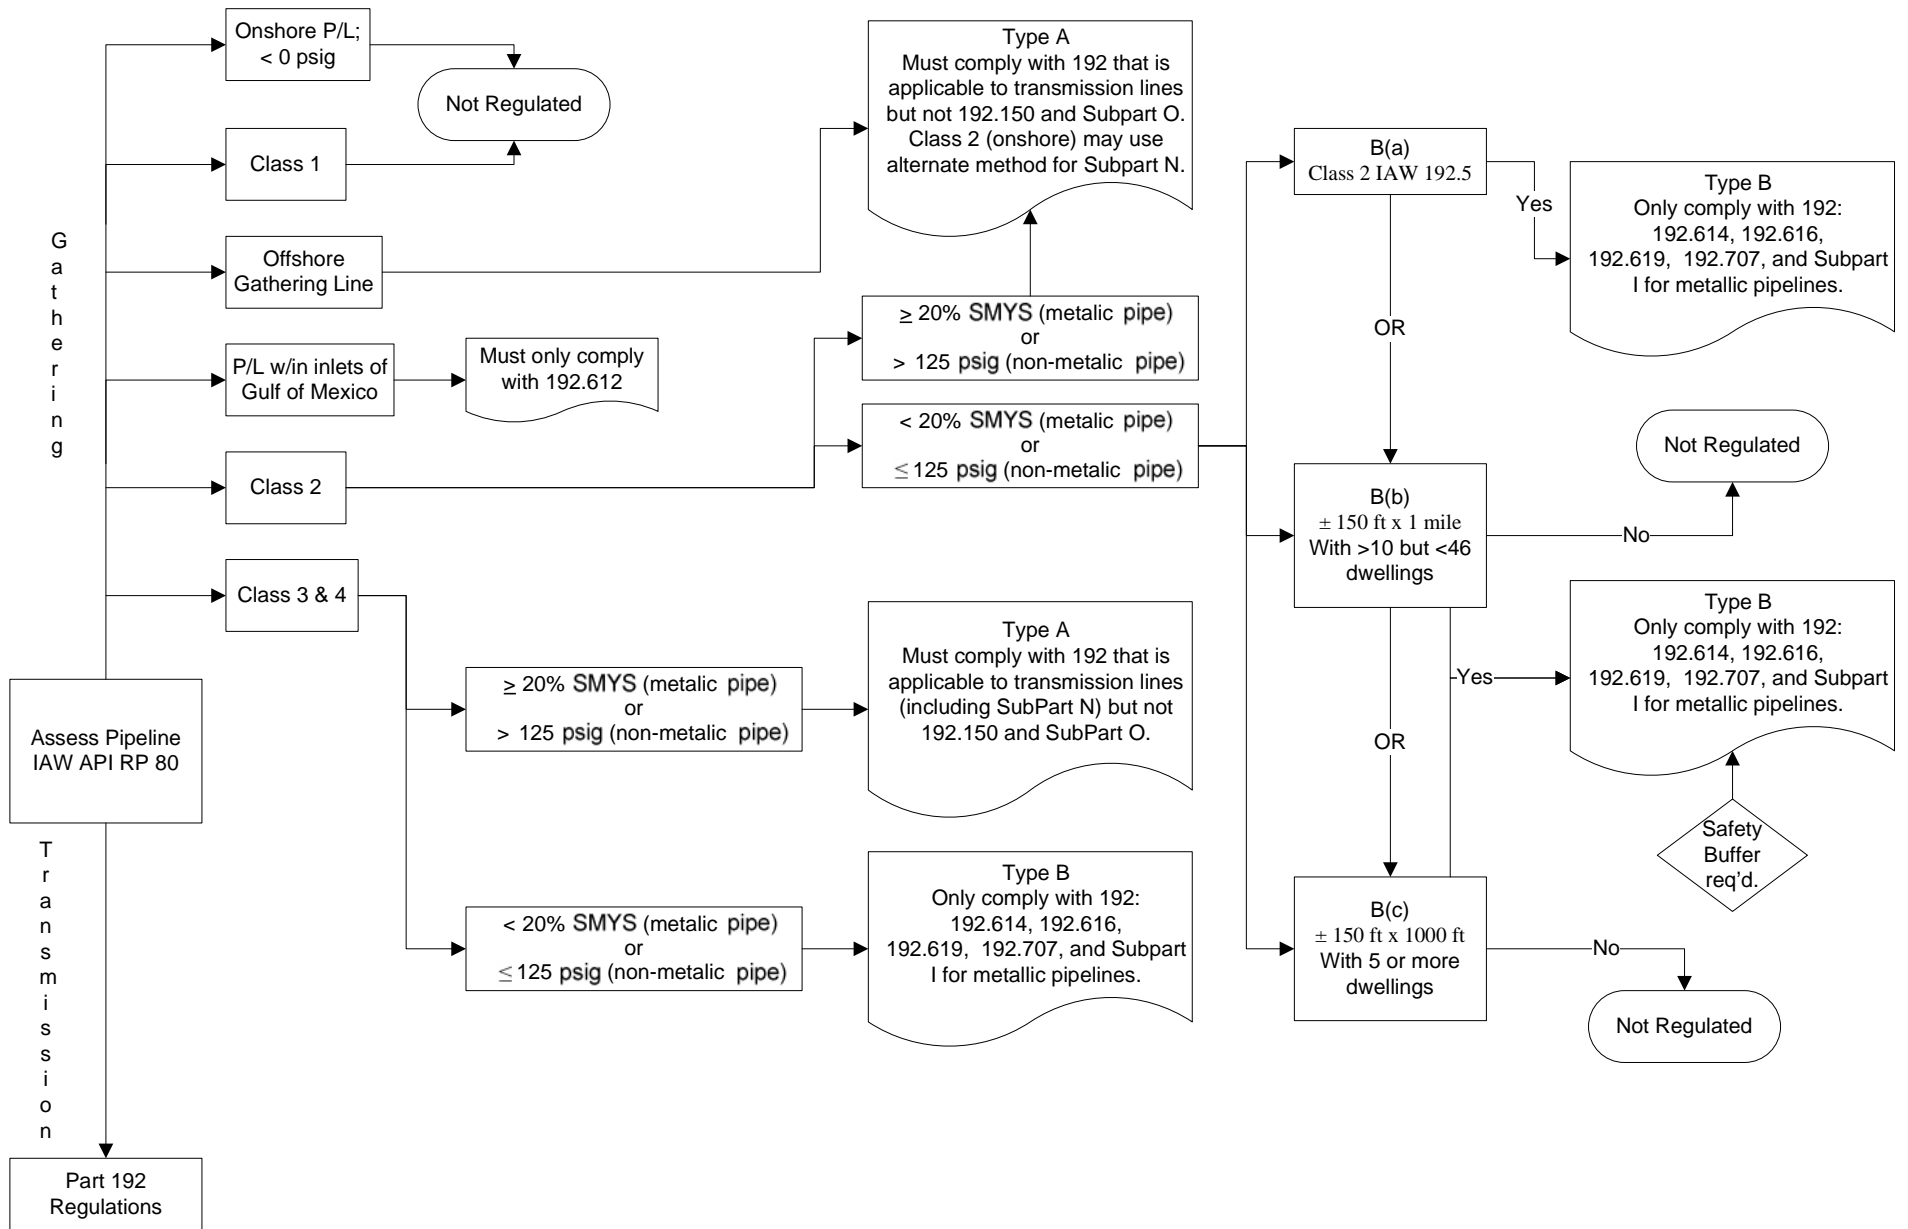 Onshore P/L;
< 0 psig
Not Regulated
Class 1
Offshore
Gathering Line
P/L w/in inlets of
Gulf of Mexico
Must only comply
with 192.612
Class 2
Class 3 & 4
Gathering
Assess Pipeline
IAW API RP 80
Transmission
Part 192
Regulations
Type A
Must comply with 192 that is
applicable to transmission lines
but not 192.150 and Subpart O.
Class 2 (onshore) may use
alternate method for Subpart N.
≥ 20% SMYS (metalic pipe)
or
> 125 psig (non-metalic pipe)
< 20% SMYS (metalic pipe)
or
≤ 125 psig (non-metalic pipe)
≥ 20% SMYS (metalic pipe)
or
> 125 psig (non-metalic pipe)
Type A
Must comply with 192 that is
applicable to transmission lines
(including SubPart N) but not
192.150 and SubPart O.
< 20% SMYS (metalic pipe)
or
≤ 125 psig (non-metalic pipe)
Type B
Only comply with 192:
192.614, 192.616,
192.619, 192.707, and Subpart
I for metallic pipelines.
B(a)
Class 2 IAW 192.5
Yes
Type B
Only comply with 192:
192.614, 192.616,
192.619, 192.707, and Subpart
I for metallic pipelines.
OR
B(b)
± 150 ft x 1 mile
With >10 but <46
dwellings
No
Not Regulated
Yes
Type B
Only comply with 192:
192.614, 192.616,
192.619, 192.707, and Subpart
I for metallic pipelines.
OR
Safety
Buffer
req'd.
B(c)
± 150 ft x 1000 ft
With 5 or more
dwellings
No
Not Regulated